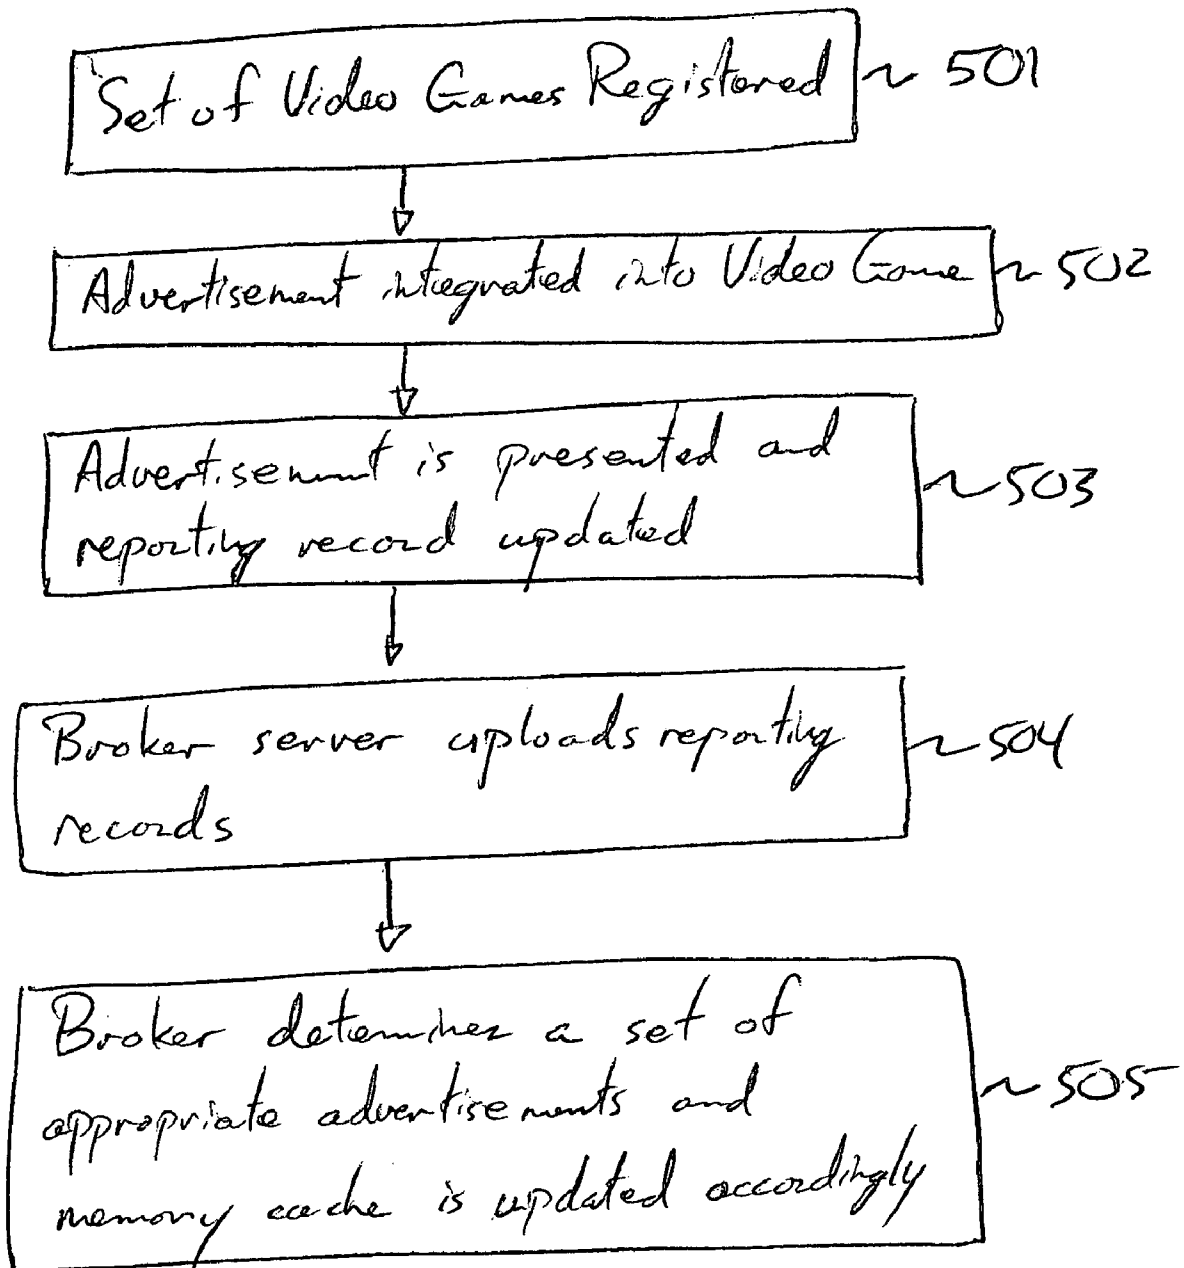 Set of Video Games Registered ~ 501
Advertisement integrated into Video Game ~ 502
Advertisement is presented and
reporting record updated
~ 503
Broker server uploads reporting
records
~ 504
Broker determines a set of
appropriate advertisements and
memory cache is updated accordingly
~ 505